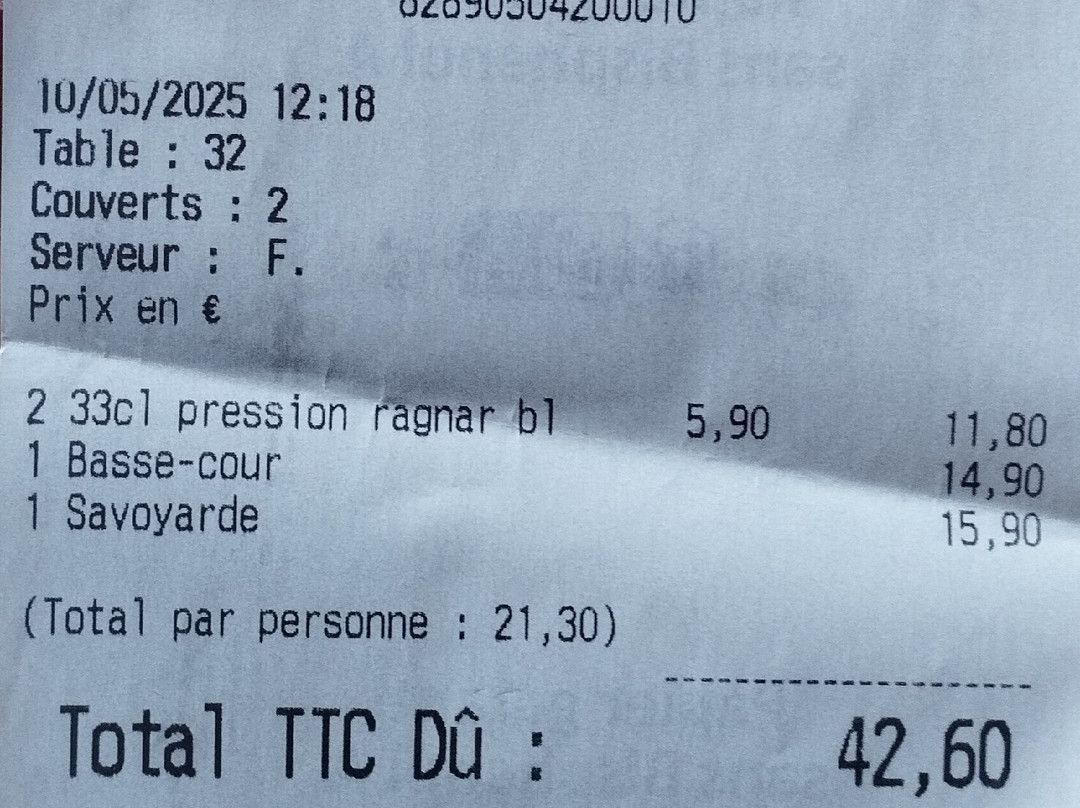 82890504200010
10/05/2025 12:18
Table : 32
Couverts : 2
Serveur : F.
Prix en €
2 33cl pression ragnar bl 5,90 11,80
1 Basse-cour 14,90
1 Savoyarde 15,90
(Total par personne : 21,30)
Total TTC Dû : 42,60